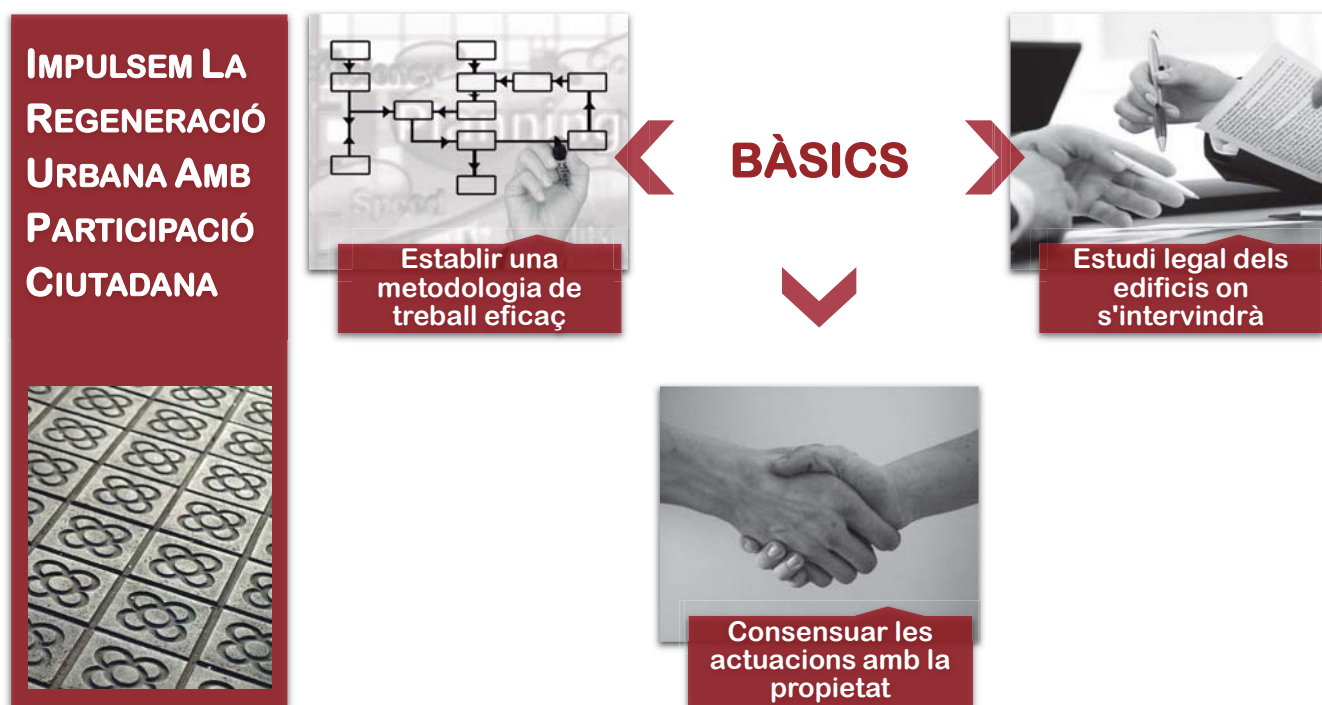 IMPULSEM LA
REGENERACIÓ
URBANA AMB
PARTICIPACIÓ
CIUTADANA
Speed
Establir una
metodologia de
treball eficaç
BÀSICS
Estudi legal dels
edificis on
s'intervindrà
Consensuar les
actuacions amb la
propietat